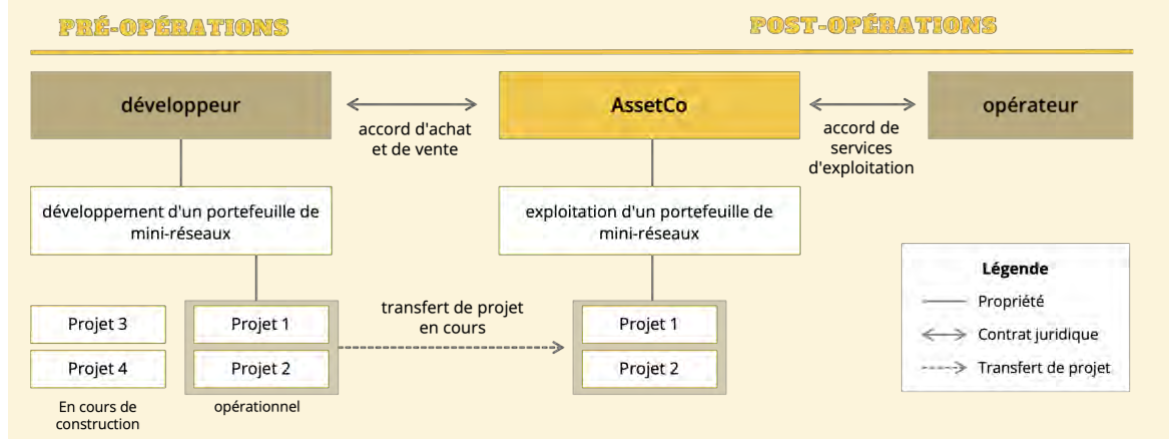 PRÉ-OPÉRATIONS
POST-OPÉRATIONS
développeur
accord d'achat
et de vente
AssetCo
accord de
services
d'exploitation
opérateur
développement d'un portefeuille de
mini-réseaux
exploitation d'un portefeuille de
mini-réseaux
Projet 3
Projet 4
En cours de
construction
Projet 1
Projet 2
opérationnel
transfert de projet
en cours
Projet 1
Projet 2
Légende
Propriété
Contrat juridique
Transfert de projet